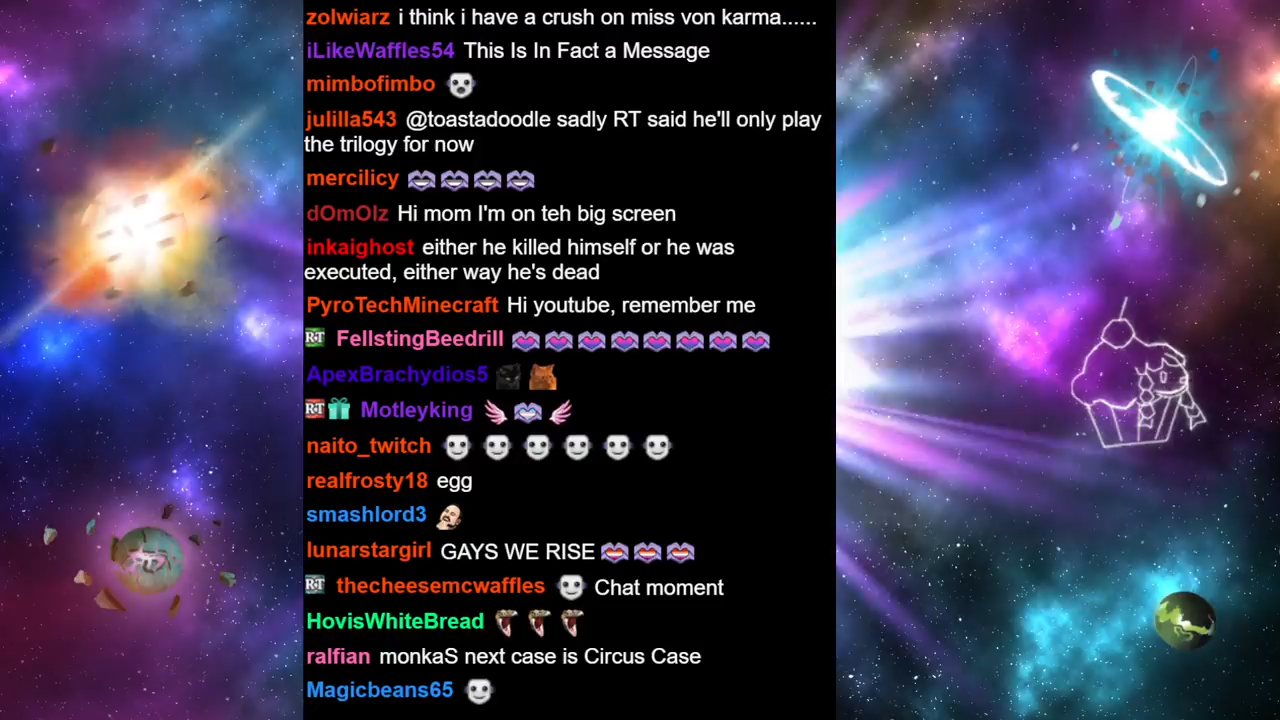 zolwiarz i think i have a crush on miss von karma......
iLikeWaffles54 This Is In Fact a Message
mimbofimbo
julilla543 @toastadoodle sadly RT said he'll only play
the trilogy for now
mercilicy
dOmOlz Hi mom I'm on teh big screen
inkaighost either he killed himself or he was
executed, either way he's dead
PyroTechMinecraft Hi youtube, remember me
RT FellstingBeedrill
ApexBrachydios5
RT Motleyking
naito_twitch
realfrosty18 egg
smashlord3
lunarstargirl GAYS WE RISE
RT thecheesemcwaffles Chat moment
HovisWhiteBread
ralfian monkaS next case is Circus Case
Magicbeans65